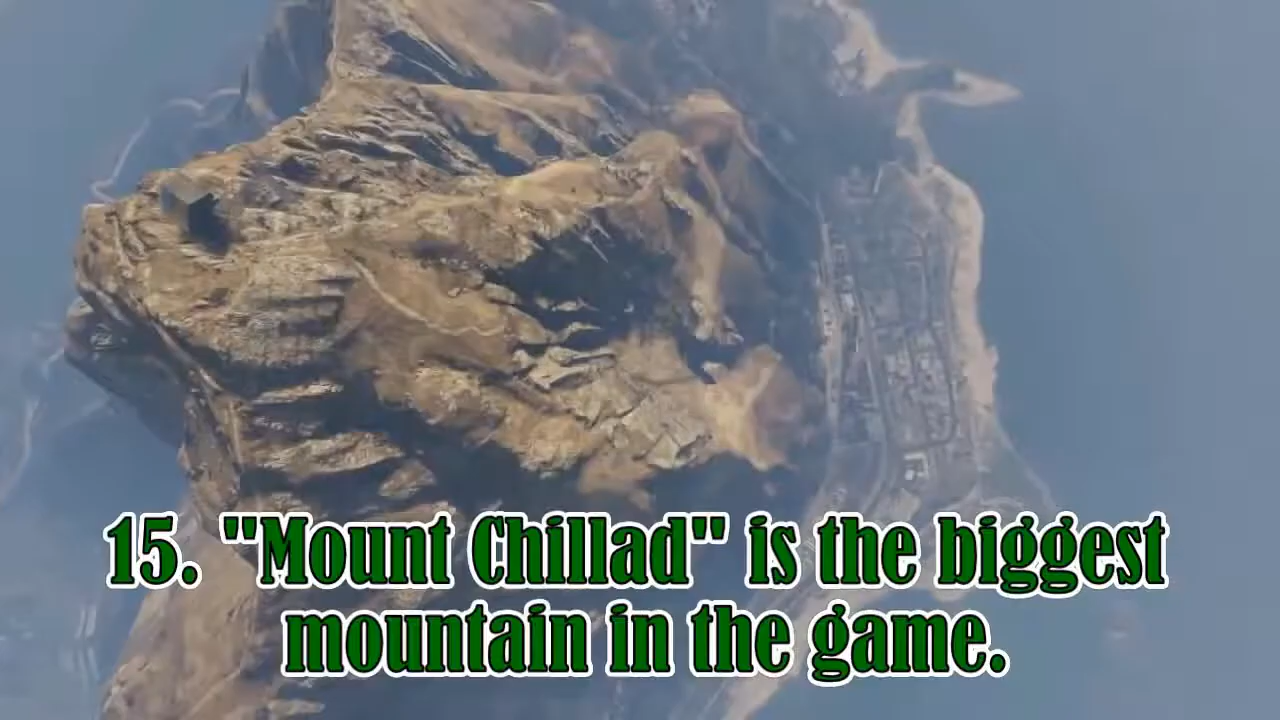 15. "Mount Chillad" is the biggest
mountain in the game.